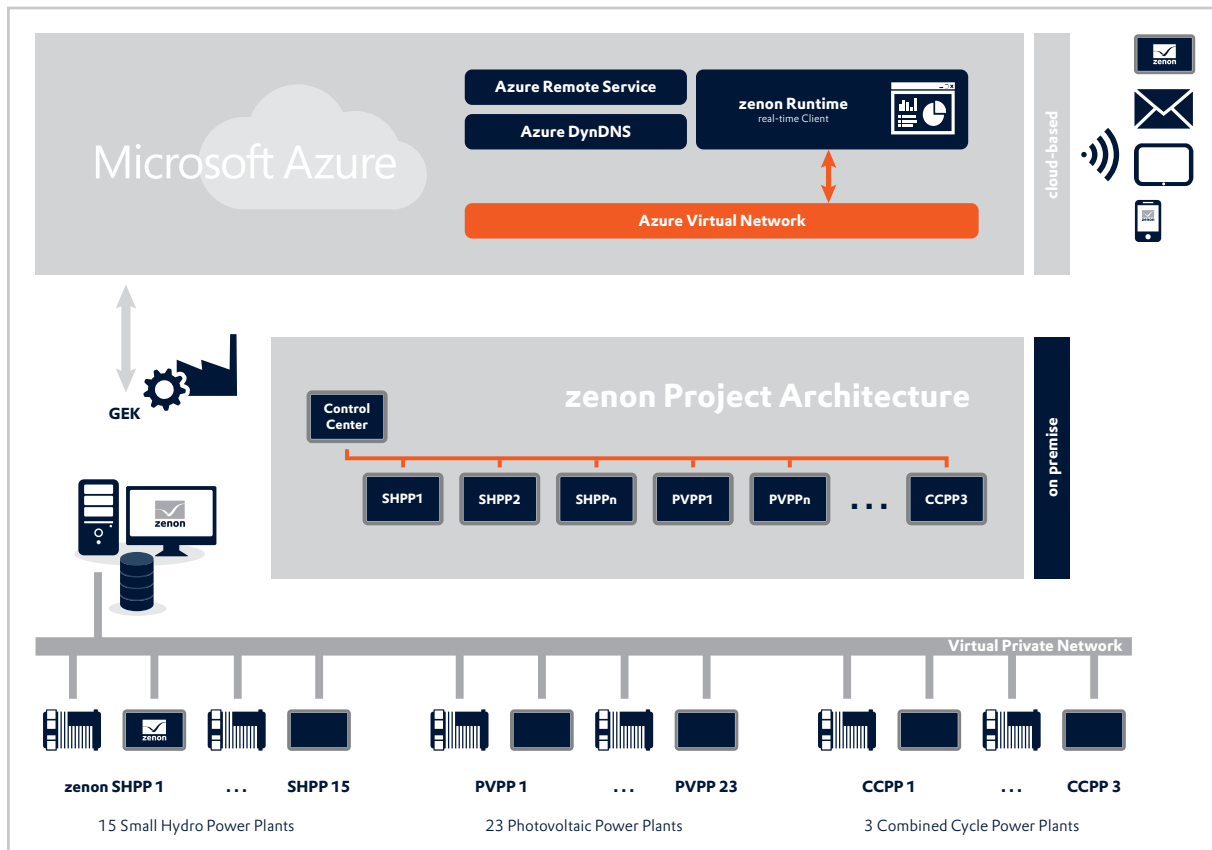 Microsoft Azure
Azure Remote Service
Azure DynDNS
zenon Runtime
real-time Client
Azure Virtual Network
cloud-based
zenon
zenon
GEK
zenon Project Architecture
Control
Center
SHPP1
SHPP2
SHPPn
PVPP1
PVPPn
...
CCPP3
on premise
zenon
Virtual Private Network
zenon
zenon SHPP 1
...
SHPP 15
PVPP 1
...
PVPP 23
CCPP 1
...
CCPP 3
15 Small Hydro Power Plants
23 Photovoltaic Power Plants
3 Combined Cycle Power Plants